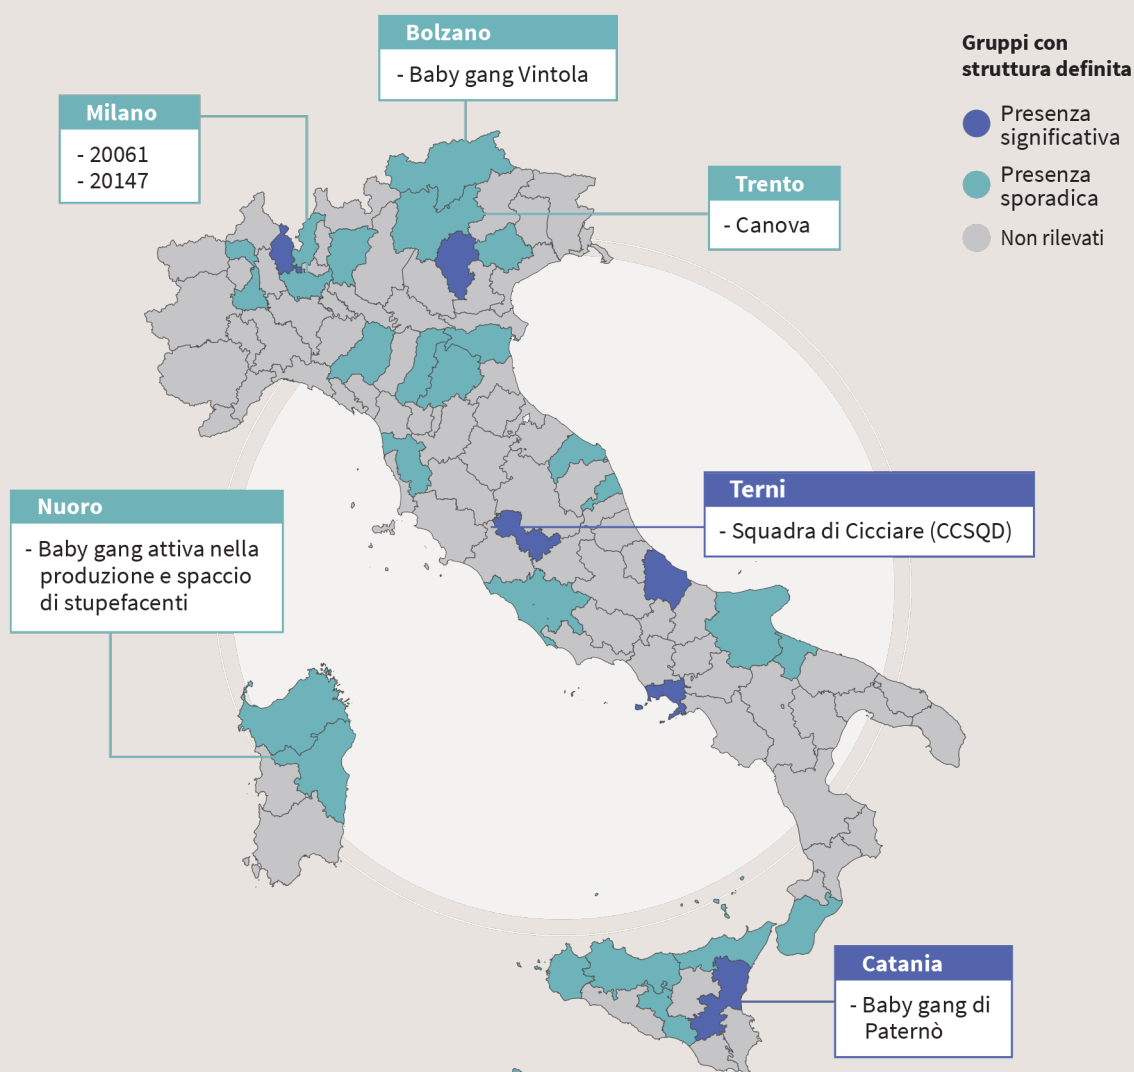 Bolzano
- Baby gang Vintola
Milano
- 20061
- 20147
Trento
- Canova
Gruppi con
struttura definita
Presenza
significativa
Presenza
sporadica
Non rilevati
Terni
- Squadra di Cicciare (CCSQD)
Nuoro
- Baby gang attiva nella
produzione e spaccio
di stupefacenti
Catania
- Baby gang di
Paternò